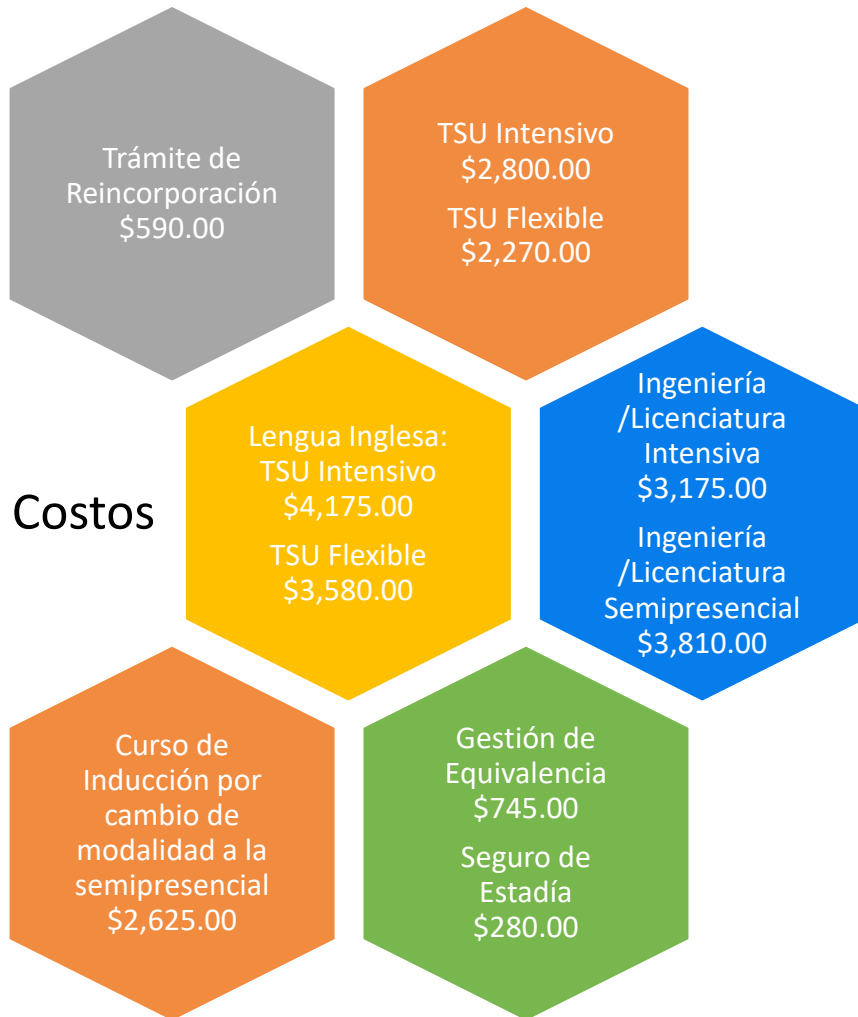 Trámite de
Reincorporación
$590.00
TSU Intensivo
$2,800.00
TSU Flexible
$2,270.00
Costos
Lengua Inglesa:
TSU Intensivo
$4,175.00
TSU Flexible
$3,580.00
Ingeniería
/Licenciatura
Intensiva
$3,175.00
Ingeniería
/Licenciatura
Semipresencial
$3,810.00
Curso de
Inducción por
cambio de
modalidad a la
semipresencial
$2,625.00
Gestión de
Equivalencia
$745.00
Seguro de
Estadía
$280.00